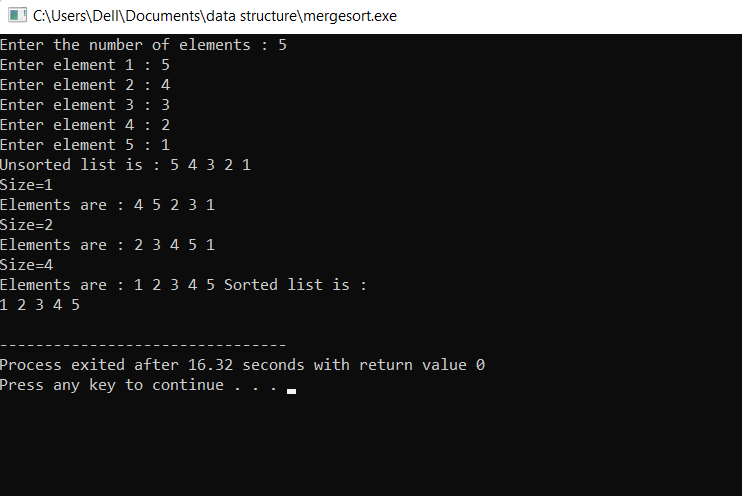 C:\Users\Dell\Documents\data structure\mergesort.exe
Enter the number of elements : 5
Enter element 1 : 5
Enter element 2 : 4
Enter element 3 : 3
Enter element 4 : 2
Enter element 5 : 1
Unsorted list is : 5 4 3 2 1
Size=1
Elements are : 4 5 2 3 1
Size=2
Elements are : 2 3 4 5 1
Size=4
Elements are : 1 2 3 4 5 Sorted list is :
1 2 3 4 5
--------------------------------
Process exited after 16.32 seconds with return value 0
Press any key to continue . . .